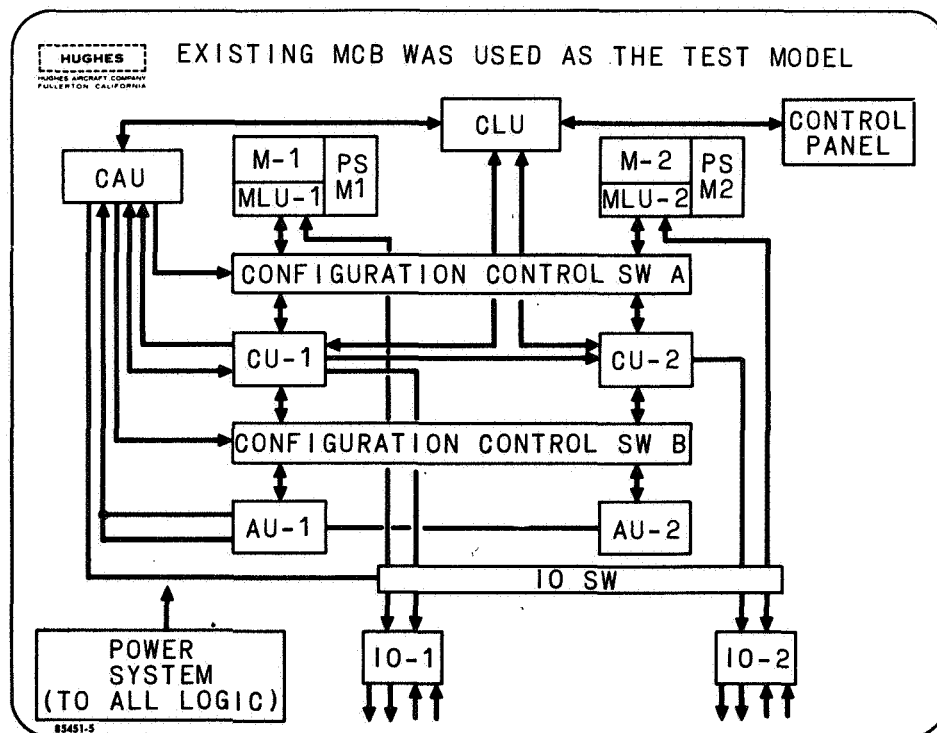 HUGHES
HUGHES AIRCRAFT COMPANY
FULLERTON CALIFORNIA
EXISTING MCB WAS USED AS THE TEST MODEL
CLU
CONTROL
PANEL
CAU
M-1
MLU-1
PS
M1
M-2
MLU-2
PS
M2
CONFIGURATION CONTROL SW A
CU-1
CU-2
CONFIGURATION CONTROL SW B
AU-1
AU-2
IO SW
POWER
SYSTEM
(TO ALL LOGIC)
IO-1
IO-2
85451-5